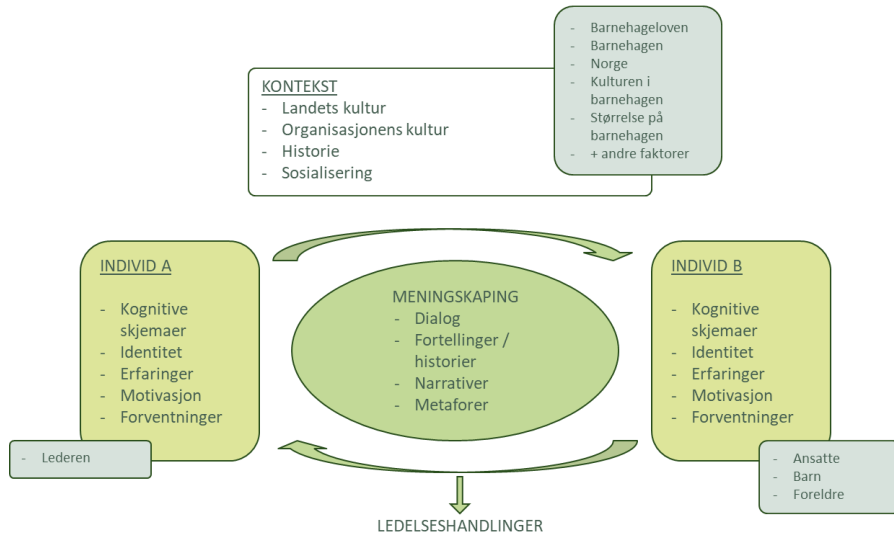 - Barnehageloven
- Barnehagen
- Norge
- Kulturen i
barnehagen
- Størrelse på
barnehagen
- + andre faktorer
KONTEKST
- Landets kultur
- Organisasjonens kultur
- Historie
- Sosialisering
INDIVID A
- Kognitive
skjemaer
- Identitet
- Erfaringer
- Motivasjon
- Forventninger
- Lederen
MENINGSKAPING
- Dialog
- Fortellinger /
historier
- Narrativer
- Metaforer
INDIVID B
- Kognitive
skjemaer
- Identitet
- Erfaringer
- Motivasjon
- Forventninger
- Ansatte
- Barn
- Foreldre
LEDELSESHANDLINGER